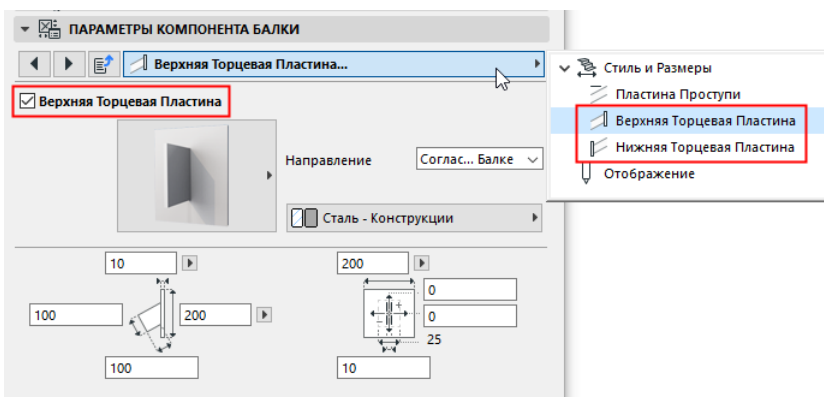 ПАРАМЕТРЫ КОМПОНЕНТА БАЛКИ
Верхняя Торцевая Пластина...
Верхняя Торцевая Пластина
Направление
Соглас... Балке
Сталь - Конструкции
10
100
200
100
200
0
0
25
10
Стиль и Размеры
Пластина Проступи
Верхняя Торцевая Пластина
Нижняя Торцевая Пластина
Отображение